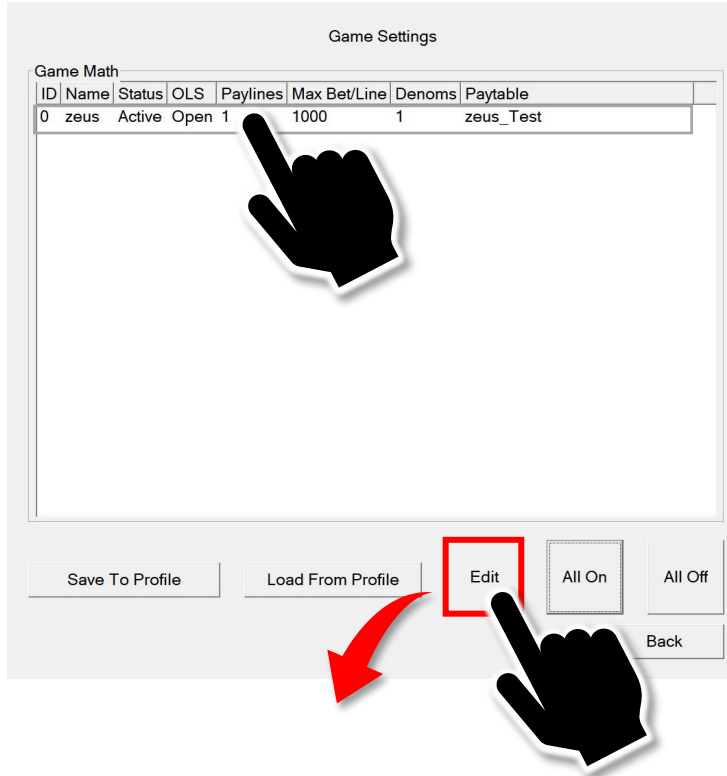 Game Settings
Game Math
ID Name Status OLS Paylines Max Bet/Line Denoms Paytable
0 zeus Active Open 1 1000 1 zeus_Test
Save To Profile Load From Profile Edit All On All Off
Back